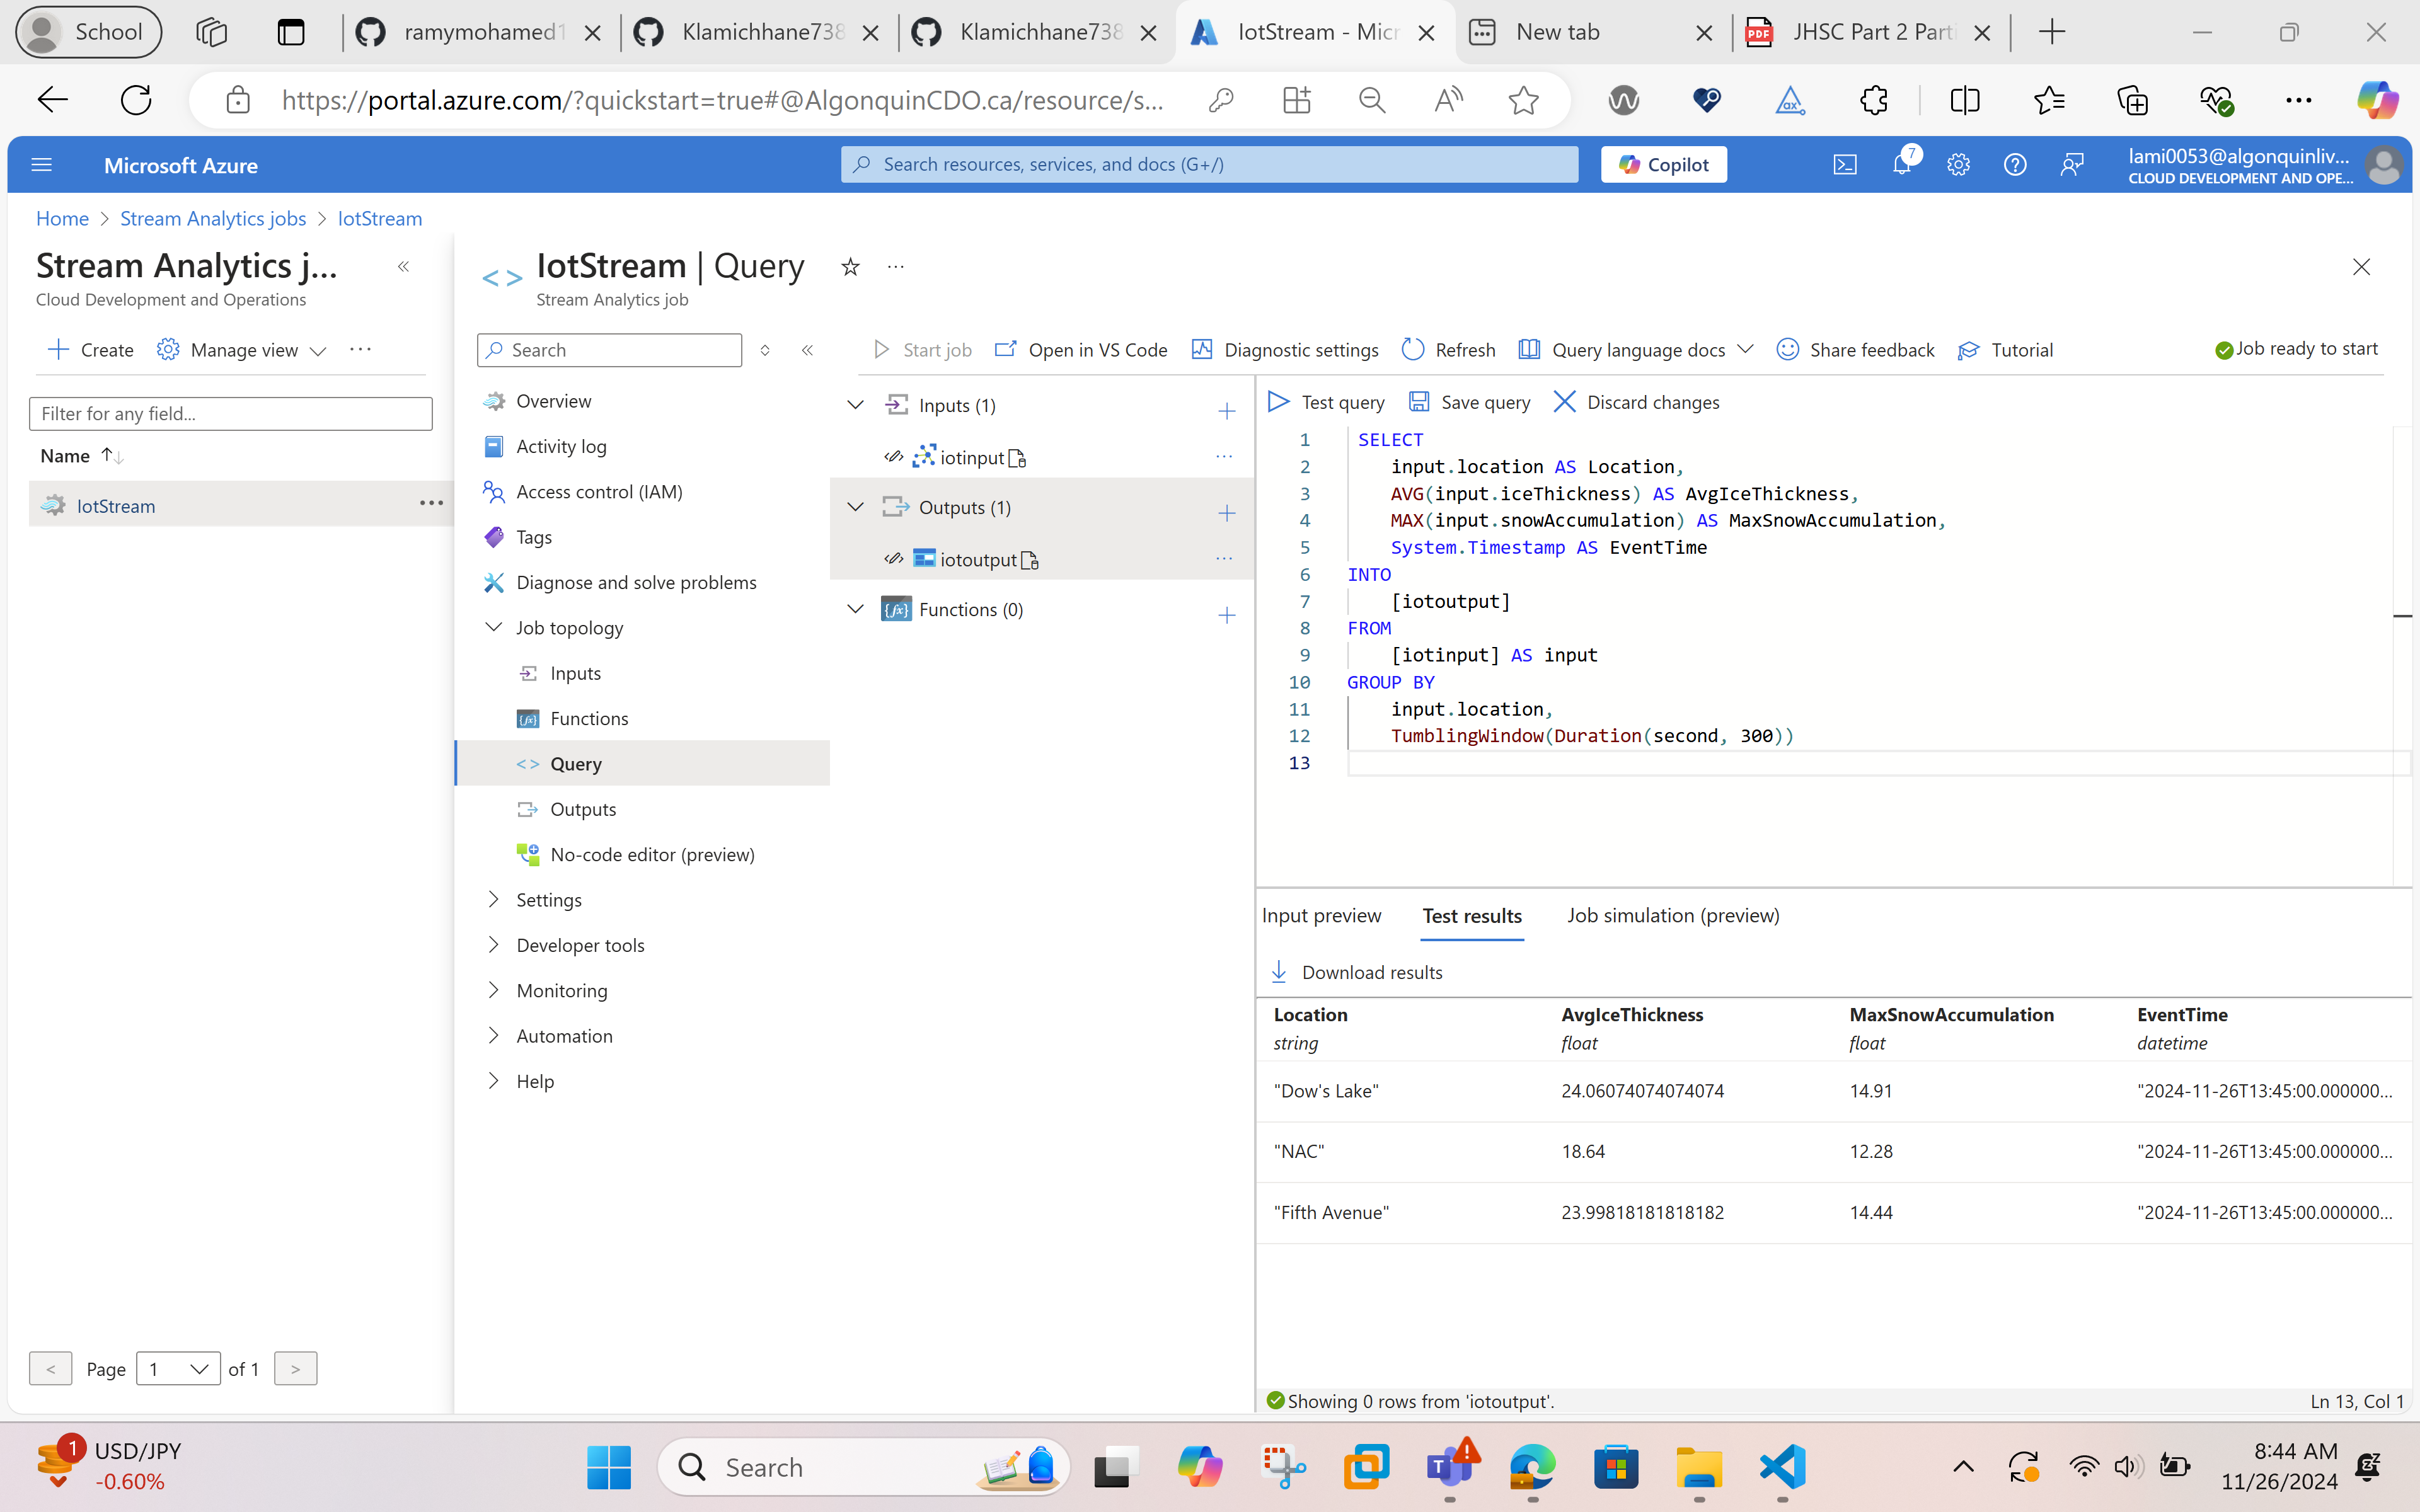 School
ramymohamed1
Klamichhane738
Klamichhane738
IotStream - Micr
New tab
JHSC Part 2 Part
https://portal.azure.com/?quickstart=true#@AlgonquinCDO.ca/resource/s...
Microsoft Azure
Search resources, services, and docs (G+/)
Copilot
7
lami0053@algonquinliv...
CLOUD DEVELOPMENT AND OPE...
Home > Stream Analytics jobs > IotStream
Stream Analytics j...
Cloud Development and Operations
IotStream | Query
Stream Analytics job
Create
Manage view
Search
Start job
Open in VS Code
Diagnostic settings
Refresh
Query language docs
Share feedback
Tutorial
Job ready to start
Filter for any field...
Name
IotStream
Overview
Activity log
Access control (IAM)
Tags
Diagnose and solve problems
Job topology
Inputs
Functions
Query
Outputs
No-code editor (preview)
Settings
Developer tools
Monitoring
Automation
Help
Inputs (1)
iotinput
Outputs (1)
iotoutput
Functions (0)
Test query
Save query
Discard changes
1 SELECT
2 input.location AS Location,
3 AVG(input.iceThickness) AS AvgIceThickness,
4 MAX(input.snowAccumulation) AS MaxSnowAccumulation,
5 System.Timestamp AS EventTime
6 INTO
7 [iotoutput]
8 FROM
9 [iotinput] AS input
10 GROUP BY
11 input.location,
12 TumblingWindow(Duration(second, 300))
13
Input preview
Test results
Job simulation (preview)
Download results
Location AvgIceThickness MaxSnowAccumulation EventTime
string float float datetime
"Dow's Lake" 24.06074074074074 14.91 "2024-11-26T13:45:00.000000...
"NAC" 18.64 12.28 "2024-11-26T13:45:00.000000...
"Fifth Avenue" 23.99818181818182 14.44 "2024-11-26T13:45:00.000000...
Showing 0 rows from 'iotoutput'.
Ln 13, Col 1
< Page 1 of 1 >
1
USD/JPY
-0.60%
Search
8:44 AM
11/26/2024